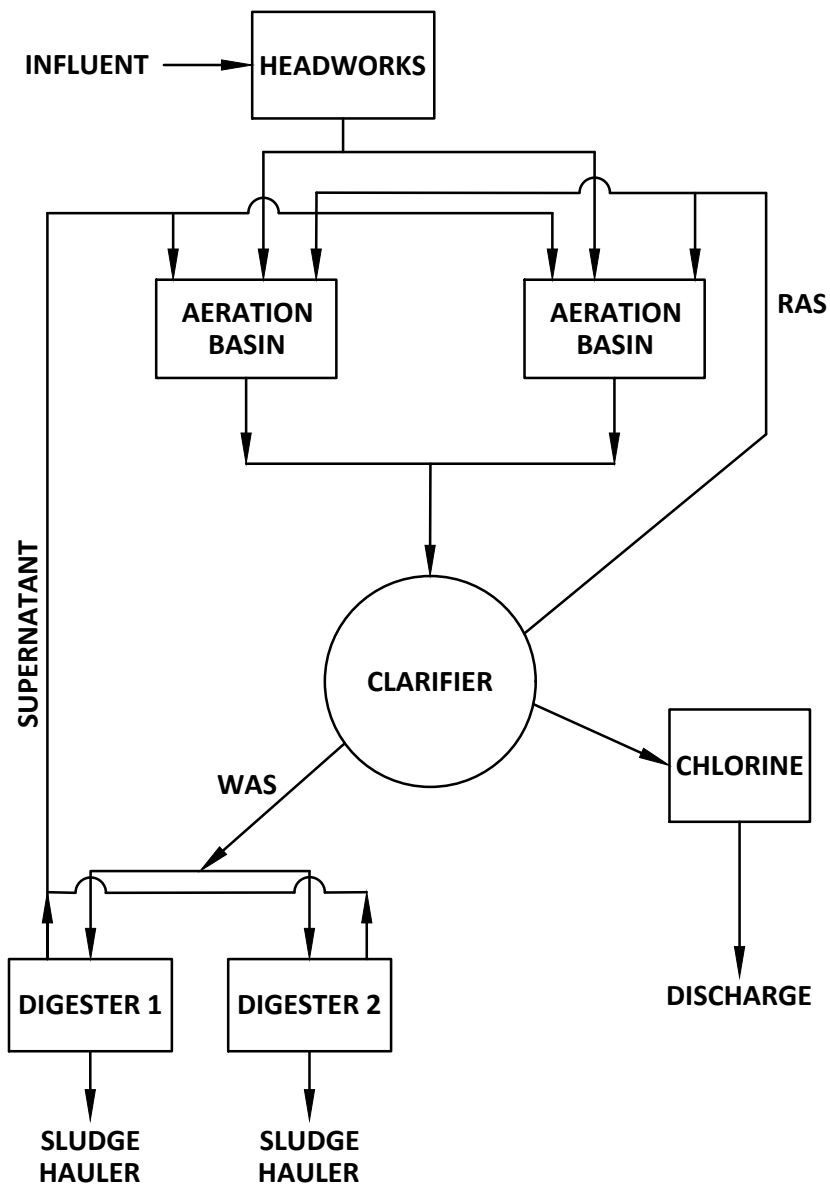 INFLUENT
HEADWORKS
AERATION
BASIN
AERATION
BASIN
RAS
SUPERNATANT
CLARIFIER
WAS
CHLORINE
DIGESTER 1
DIGESTER 2
DISCHARGE
SLUDGE
HAULER
SLUDGE
HAULER